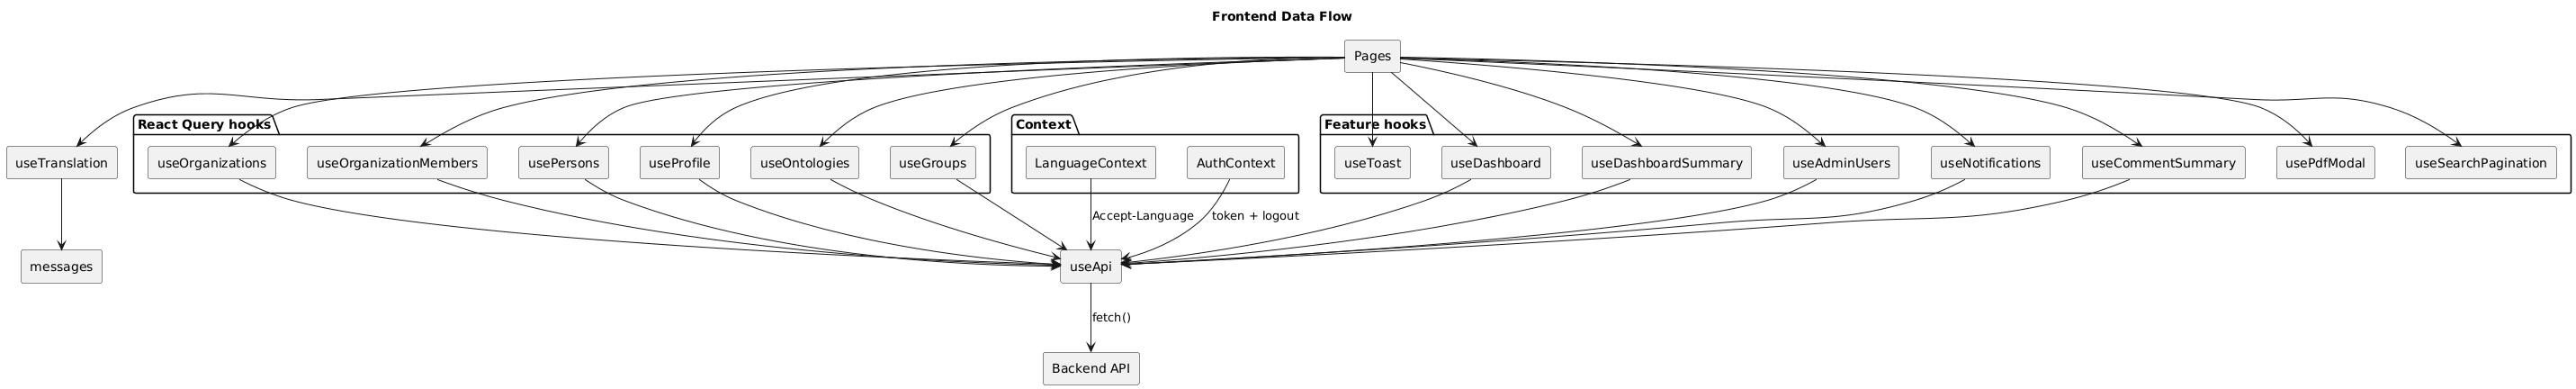 Frontend Data Flow
Pages
React Query hooks
Context
Feature hooks
useTranslation
useOrganizations
useOrganizationMembers
usePersons
useProfile
useOntologies
useGroups
LanguageContext
AuthContext
useToast
useDashboard
useDashboardSummary
useAdminUsers
useNotifications
useCommentSummary
usePdfModal
useSearchPagination
Accept-Language
token + logout
messages
useApi
fetch()
Backend API